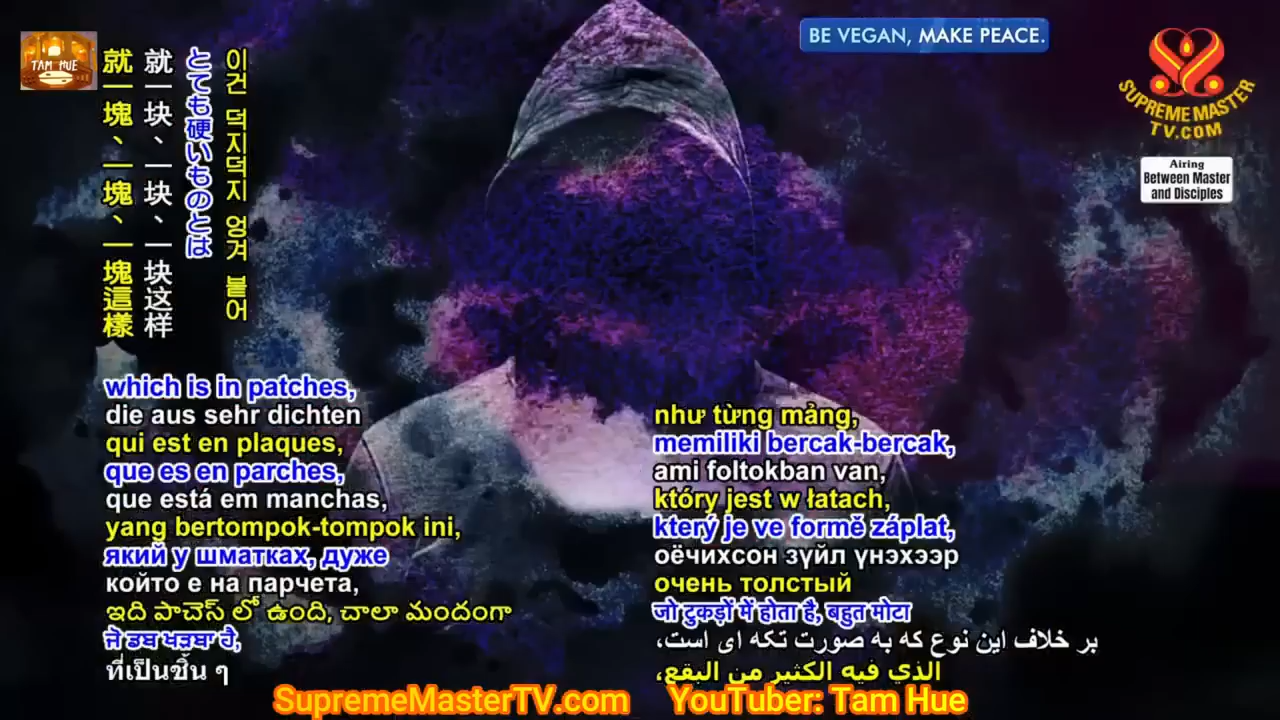 TAM HUE
BE VEGAN, MAKE PEACE.
SUPREME MASTER
TV.COM
Airing
Between Master
and Disciples
就一塊、一塊、一塊這樣
就一块、一块、一块这样
とても硬いものとは
이건 덕지덕지 엉겨 붙어
which is in patches,
die aus sehr dichten
qui est en plaques,
que es en parches,
que está em manchas,
yang bertompok-tompok ini,
який у шматках, дуже
който е на парчета,
ఇది పాచెస్ లో ఉంది, చాలా మందంగా
ਜੋ ਡਬ ਖੜਬਾ ਹੈ,
ที่เป็นชิ้น ๆ
như từng mảng,
memiliki bercak-bercak,
ami foltokban van,
który jest w łatach,
který je ve formě záplat,
оёчихсон зүйл үнэхээр
очень толстый
जो टुकड़ों में होता है, बहुत मोटा
بر خلاف این نوع که به صورت تکه ای است،
الذي فيه الكثير من البقع،
SupremeMasterTV.com YouTuber: Tam Hue